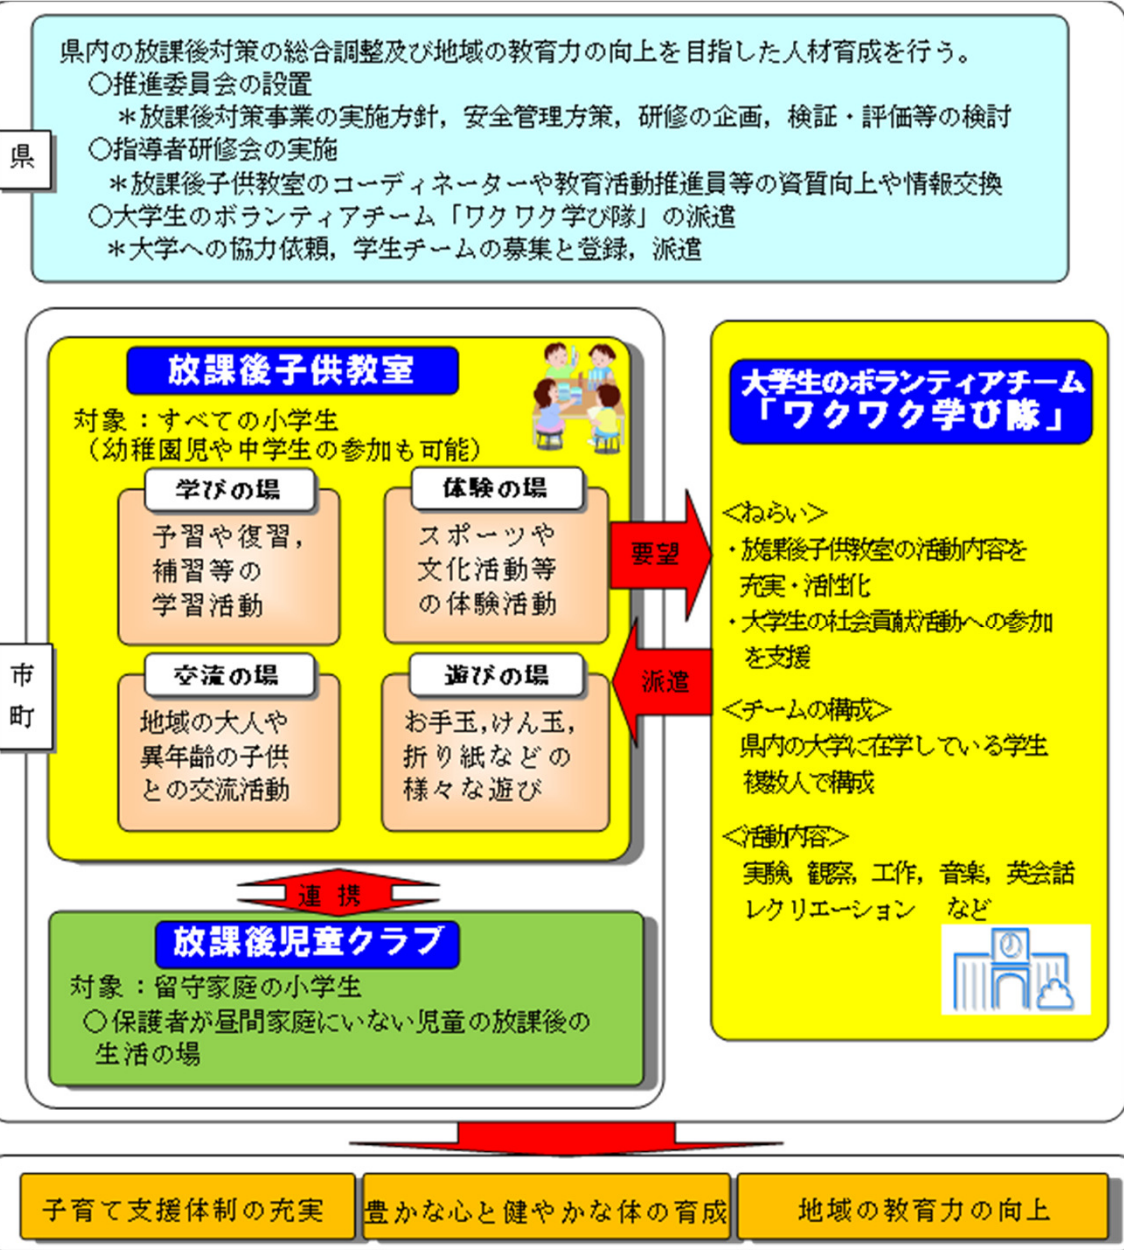 県内の放課後対策の総合調整及び地域の教育力の向上を目指した人材育成を行う。
○推進委員会の設置
＊放課後対策事業の実施方針，安全管理方策，研修の企画，検証・評価等の検討
県
○指導者研修会の実施
＊放課後子供教室のコーディネーターや教育活動推進員等の資質向上や情報交換
○大学生のボランティアチーム「ワクワク学び隊」の派遣
＊大学への協力依頼，学生チームの募集と登録，派遣
市
町
放課後子供教室
対象：すべての小学生
（幼稚園児や中学生の参加も可能）
学びの場
予習や復習，
補習等の
学習活動
体験の場
スポーツや
文化活動等
の体験活動
交流の場
地域の大人や
異年齢の子供
との交流活動
遊びの場
お手玉,けん玉,
折り紙などの
様々な遊び
要望
派遣
大学生のボランティアチーム
「ワクワク学び隊」
＜ねらい＞
・放課後子供教室の活動内容を
充実・活性化
・大学生の社会貢献活動への参加
を支援
＜チームの構成＞
県内の大学に在学している学生
複数人で構成
＜活動内容＞
実験，観察，工作，音楽，英会話
レクリエーション　など
連携
放課後児童クラブ
対象：留守家庭の小学生
○保護者が昼間家庭にいない児童の放課後の
生活の場
子育て支援体制の充実
豊かな心と健やかな体の育成
地域の教育力の向上